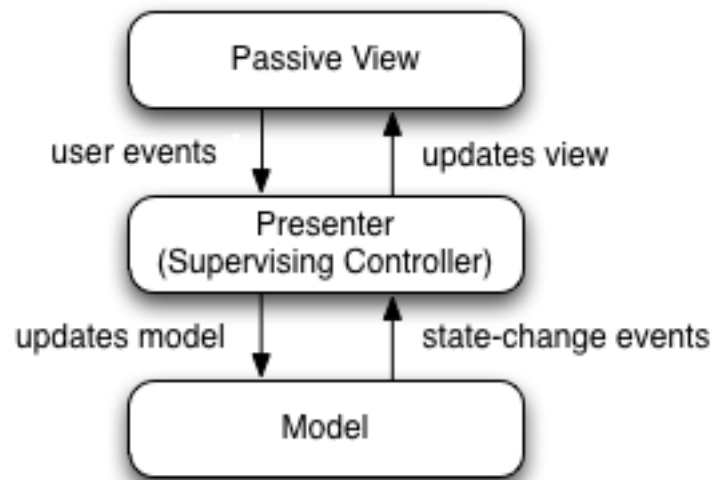 Passive View
user events
updates view
Presenter
(Supervising Controller)
updates model
state-change events
Model